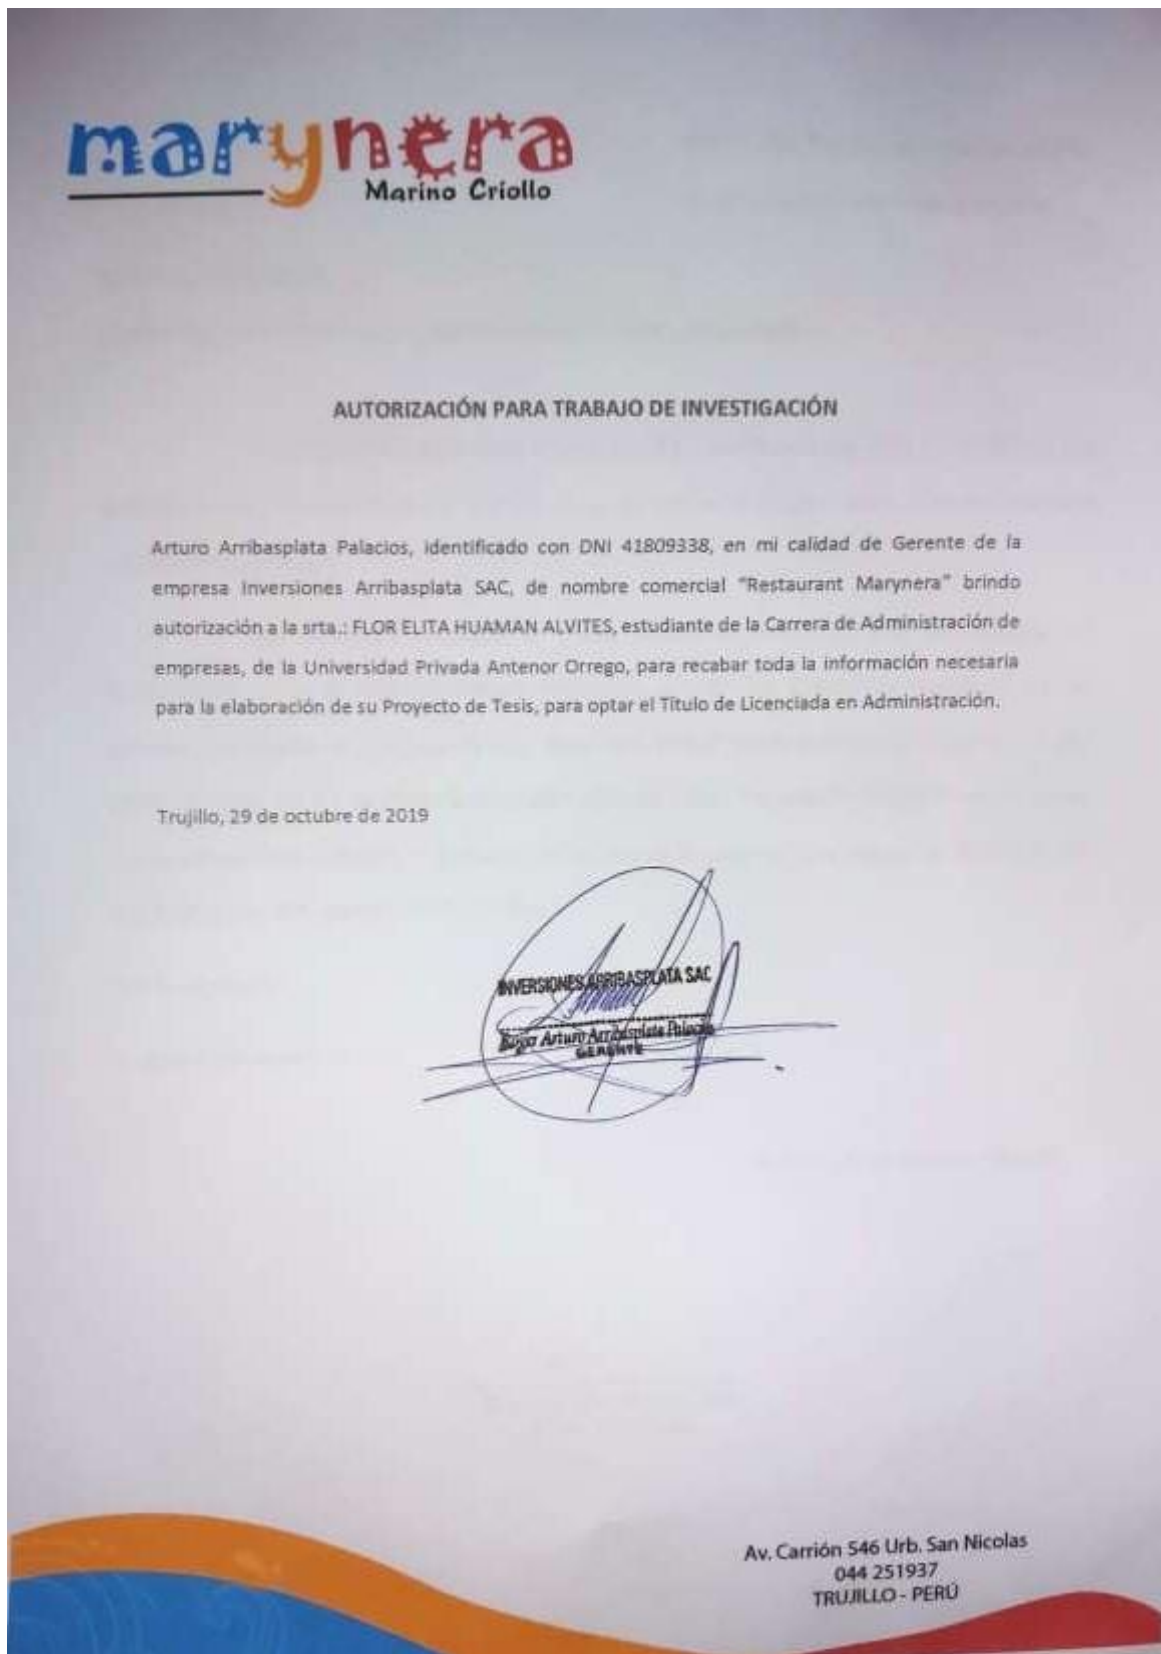 marynera
Marino Criollo
AUTORIZACIÓN PARA TRABAJO DE INVESTIGACIÓN
Arturo Arribasplata Palacios, identificado con DNI 41809338, en mi calidad de Gerente de la
empresa Inversiones Arribasplata SAC, de nombre comercial “Restaurant Marynera” brindo
autorización a la srta.: FLOR ELITA HUAMAN ALVITES, estudiante de la Carrera de Administración de
empresas, de la Universidad Privada Antenor Orrego, para recabar toda la información necesaria
para la elaboración de su Proyecto de Tesis, para optar el Título de Licenciada en Administración.
Trujillo, 29 de octubre de 2019
INVERSIONES ARRIBASPLATA SAC
Arturo Arribasplata Palacios
GERENTE
Av. Carrión 546 Urb. San Nicolas
044 251937
TRUJILLO - PERÚ